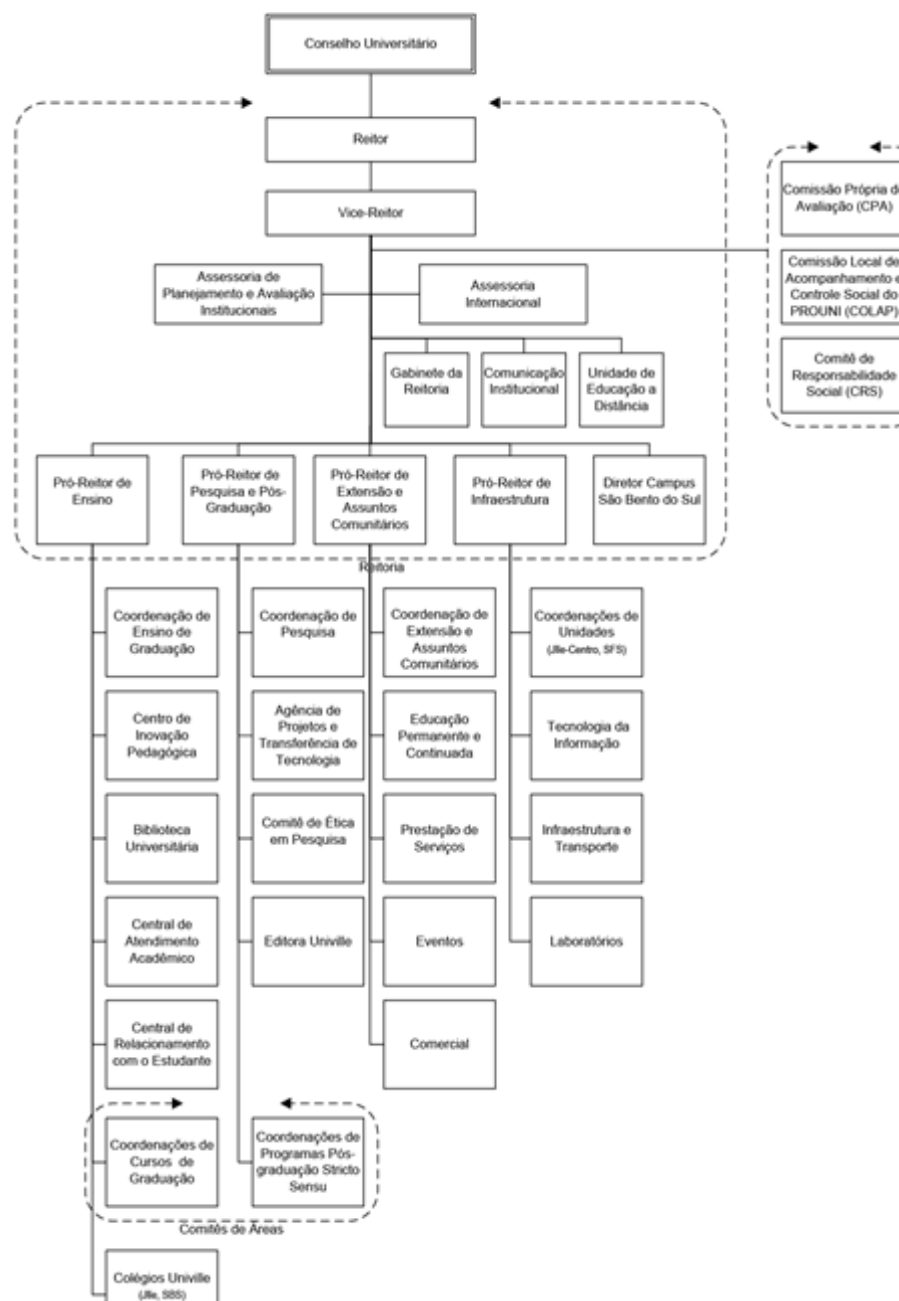 Conselho Universitário
Reitor
Vice-Reitor
Comissão Própria de
Avaliação (CPA)
Comissão Local de
Acompanhamento e
Controle Social do
PROUNI (COLAP)
Comitê de
Responsabilidade
Social (CRS)
Assessoria de
Planejamento e Avaliação
Institucionais
Assessoria
Internacional
Gabinete da
Reitoria
Comunicação
Institucional
Unidade de
Educação a
Distância
Pró-Reitor de
Ensino
Pró-Reitor de
Pesquisa e Pós-
Graduação
Pró-Reitor de
Extensão e
Assuntos
Comunitários
Pró-Reitor de
Infraestrutura
Diretor Campus
São Bento do Sul
Reitoria
Coordenação de
Ensino de
Graduação
Coordenação de
Pesquisa
Coordenação de
Extensão e
Assuntos
Comunitários
Coordenações de
Unidades
(Jlle-Centro, SFS)
Centro de
Inovação
Pedagógica
Agência de
Projetos e
Transferência de
Tecnologia
Educação
Permanente e
Continuada
Tecnologia da
Informação
Biblioteca
Universitária
Comitê de Ética
em Pesquisa
Prestação de
Serviços
Infraestrutura e
Transporte
Central de
Atendimento
Acadêmico
Editora Univille
Eventos
Laboratórios
Central de
Relacionamento
com o Estudante
Comercial
Coordenações de
Cursos de
Graduação
Coordenações de
Programas Pós-
graduação Stricto
Sensu
Comitês de Áreas
Colégios Univille
(Jlle, SBS)